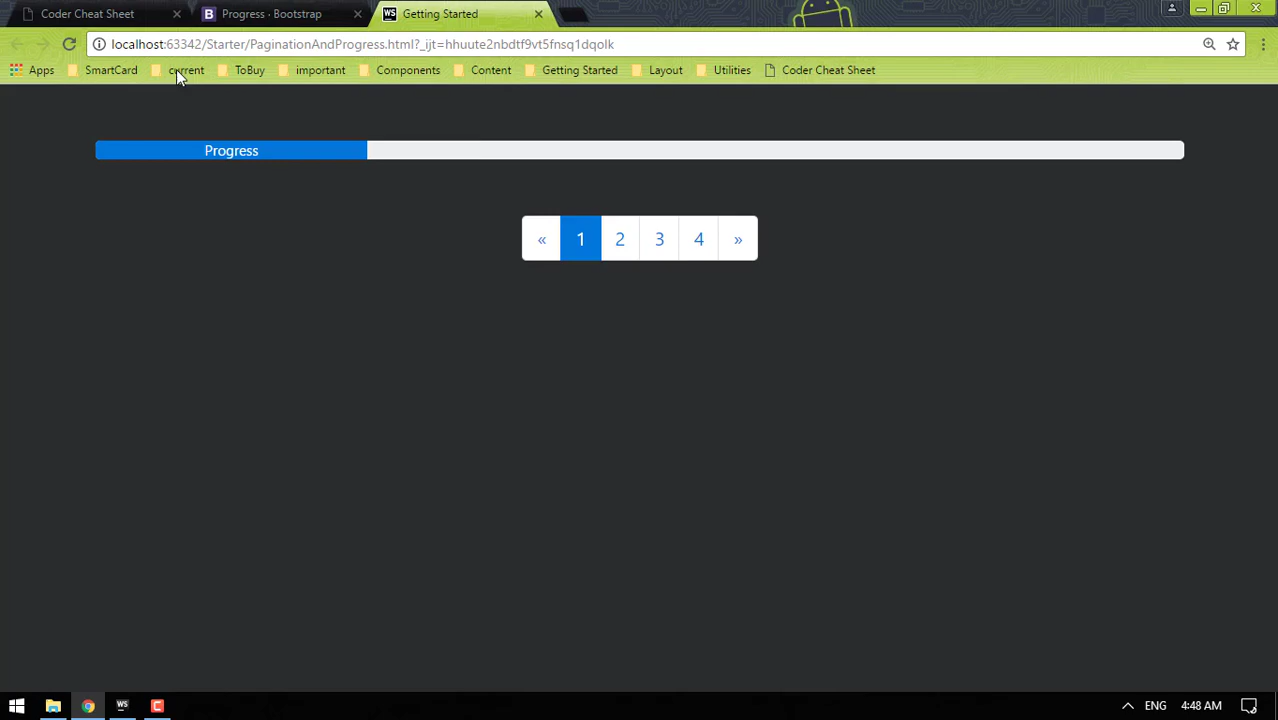 Coder Cheat Sheet
Progress · Bootstrap
Getting Started
localhost:63342/Starter/PaginationAndProgress.html?_ijt=hhuute2nbdtf9vt5fnsq1dqolk
Apps SmartCard current ToBuy important Components Content Getting Started Layout Utilities Coder Cheat Sheet
Progress
« 1 2 3 4 »
ENG 4:48 AM